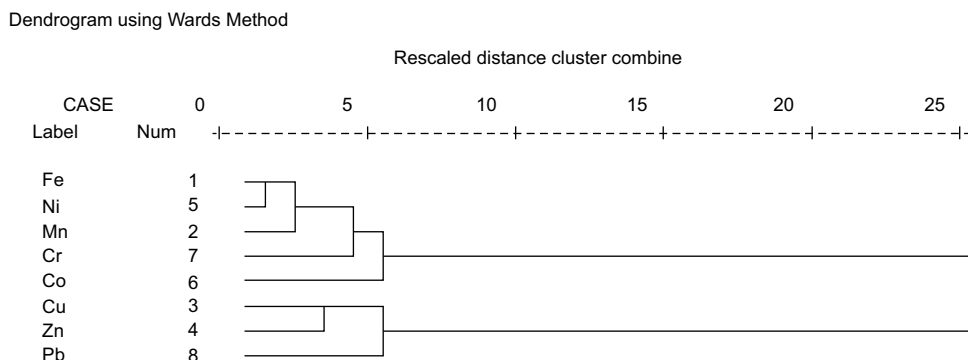 Dendrogram using Wards Method
Rescaled distance cluster combine
CASE 0 5 10 15 20 25
Label Num
Fe 1
Ni 5
Mn 2
Cr 7
Co 6
Cu 3
Zn 4
Pb 8